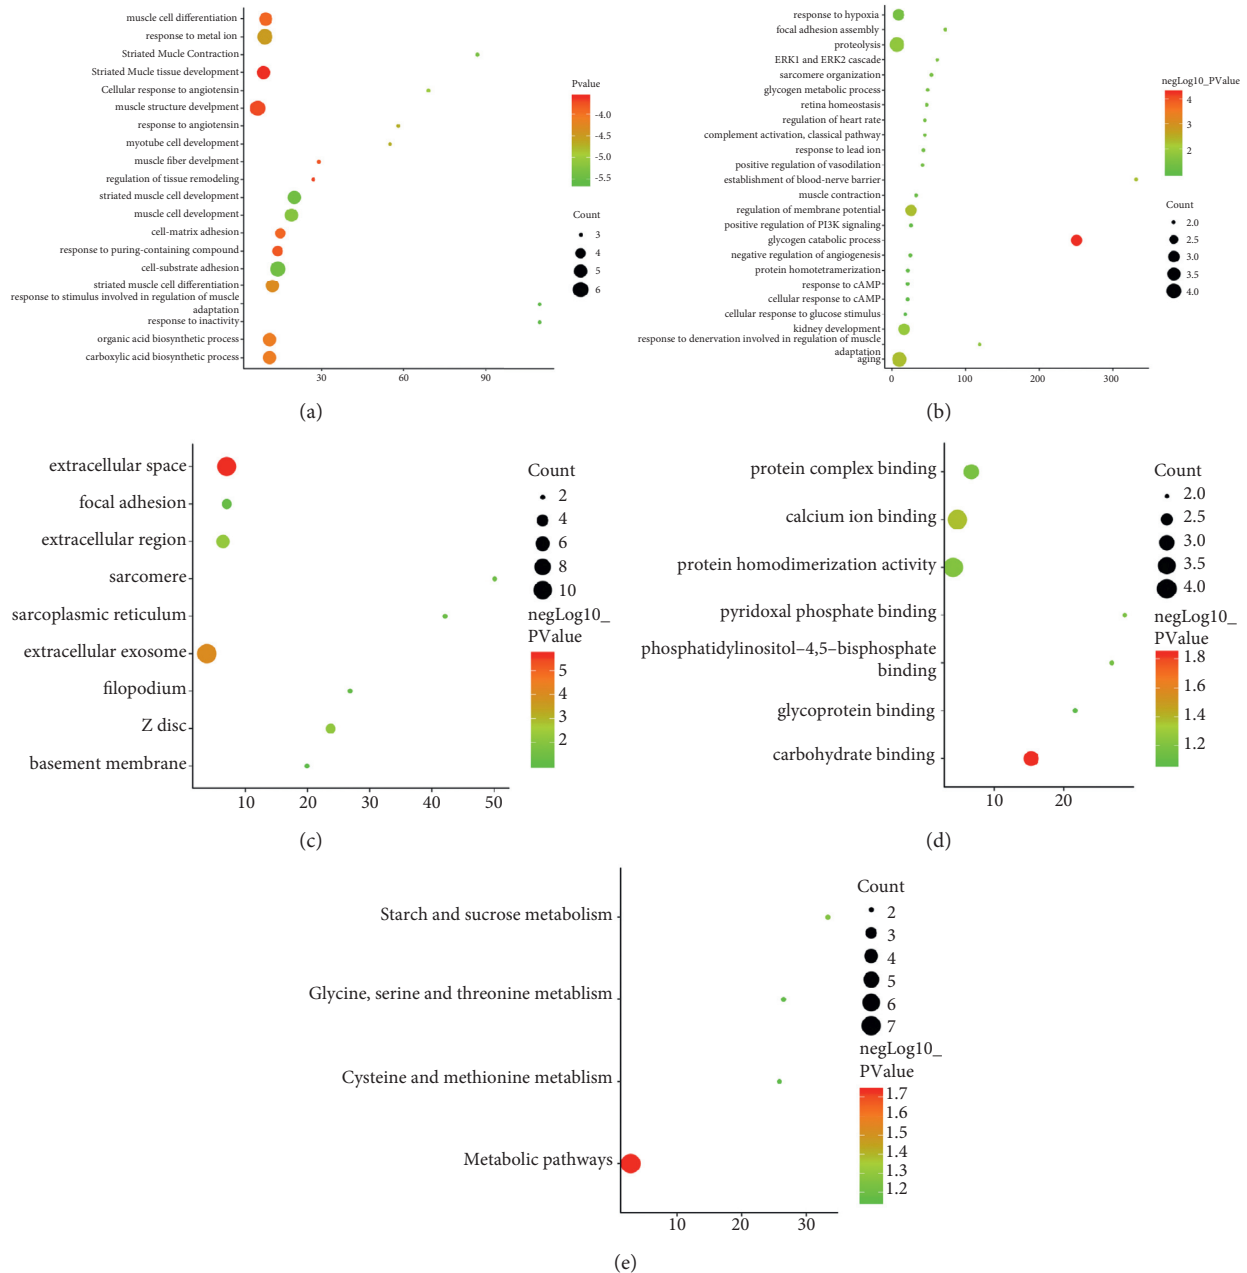 muscle cell differentiation
response to metal ion
Striated Mucle Contraction
Striated Mucle tissue development
Cellular response to angiotensin
muscle structure develpment
response to angiotensin
myotube cell development
muscle fiber develpment
regulation of tissue remodeling
striated muscle cell development
muscle cell development
cell-matrix adhesion
response to puring-containing compound
cell-substrate adhesion
striated muscle cell differentiation
response to stimulus involved in regulation of muscle
adaptation
response to inactivity
organic acid biosynthetic process
carboxylic acid biosynthetic process
30 60 90
Pvalue
-4.0
-4.5
-5.0
-5.5
Count
3
4
5
6
(a)
response to hypoxia
focal adhesion assembly
proteolysis
ERK1 and ERK2 cascade
sarcomere organization
glycogen metabolic process
retina homeostasis
regulation of heart rate
complement activation, classical pathway
response to lead ion
positive regulation of vasodilation
establishment of blood-nerve barrier
muscle contraction
regulation of membrane potential
positive regulation of PI3K signaling
glycogen catabolic process
negative regulation of angiogenesis
protein homotetramerization
response to cAMP
cellular response to cAMP
cellular response to glucose stimulus
kidney development
response to denervation involved in regulation of muscle
adaptation
aging
0 100 200 300
negLog10_PValue
4
3
2
Count
2.0
2.5
3.0
3.5
4.0
(b)
extracellular space
focal adhesion
extracellular region
sarcomere
sarcoplasmic reticulum
extracellular exosome
filopodium
Z disc
basement membrane
10 20 30 40 50
Count
2
4
6
8
10
negLog10_
PValue
5
4
3
2
(c)
protein complex binding
calcium ion binding
protein homodimerization activity
pyridoxal phosphate binding
phosphatidylinositol–4,5–bisphosphate
binding
glycoprotein binding
carbohydrate binding
10 20
Count
2.0
2.5
3.0
3.5
4.0
negLog10_
PValue
1.8
1.6
1.4
1.2
(d)
Starch and sucrose metabolism
Glycine, serine and threonine metablism
Cysteine and methionine metablism
Metabolic pathways
10 20 30
Count
2
3
4
5
6
7
negLog10_
PValue
1.7
1.6
1.5
1.4
1.3
1.2
(e)